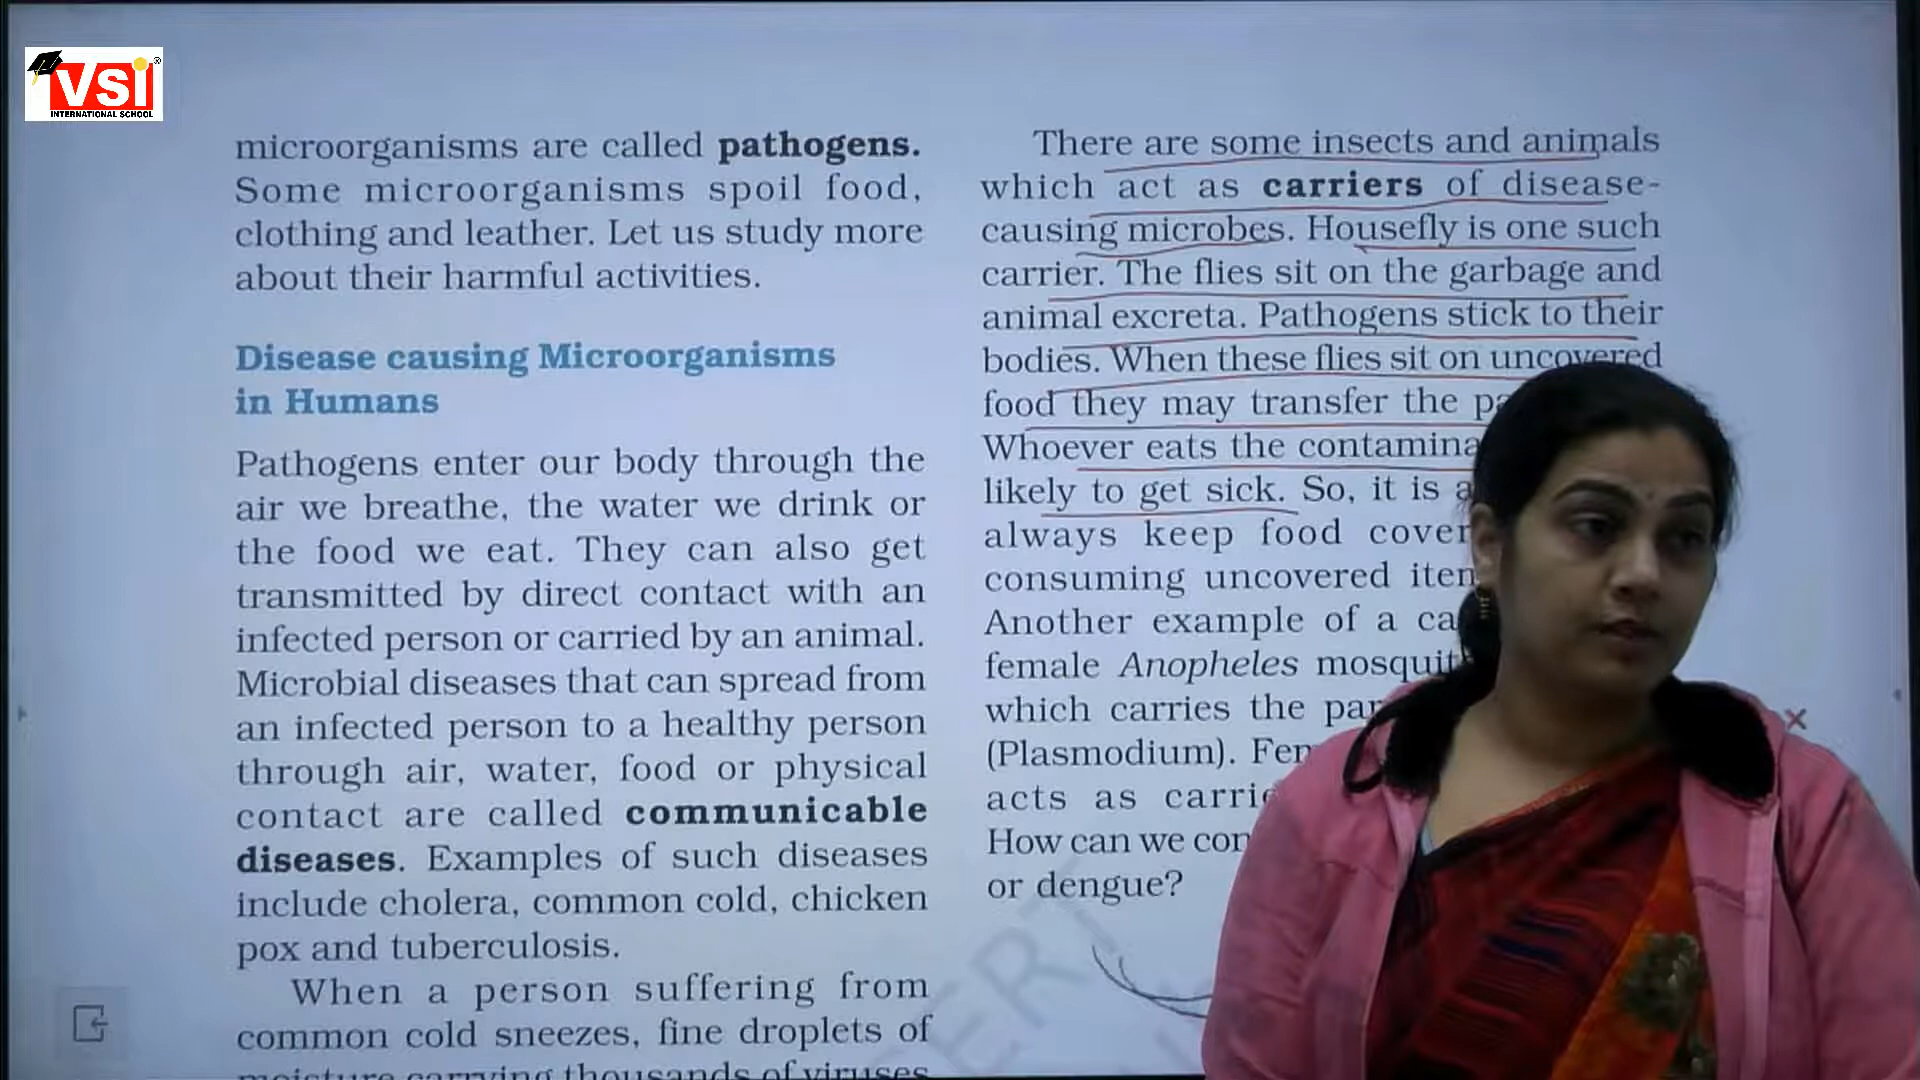 VSI
INTERNATIONAL SCHOOL
microorganisms are called pathogens.
Some microorganisms spoil food,
clothing and leather. Let us study more
about their harmful activities.
Disease causing Microorganisms
in Humans
Pathogens enter our body through the
air we breathe, the water we drink or
the food we eat. They can also get
transmitted by direct contact with an
infected person or carried by an animal.
Microbial diseases that can spread from
an infected person to a healthy person
through air, water, food or physical
contact are called communicable
diseases. Examples of such diseases
include cholera, common cold, chicken
pox and tuberculosis.
When a person suffering from
common cold sneezes, fine droplets of
moisture carrying thousands of viruses
There are some insects and animals
which act as carriers of disease-
causing microbes. Housefly is one such
carrier. The flies sit on the garbage and
animal excreta. Pathogens stick to their
bodies. When these flies sit on uncovered
food they may transfer the
Whoever eats the
likely to get sick. So, it is
always keep food
consuming uncovered
Another example of a
female Anopheles
which carries the
(Plasmodium).
acts as
How can we
or dengue?